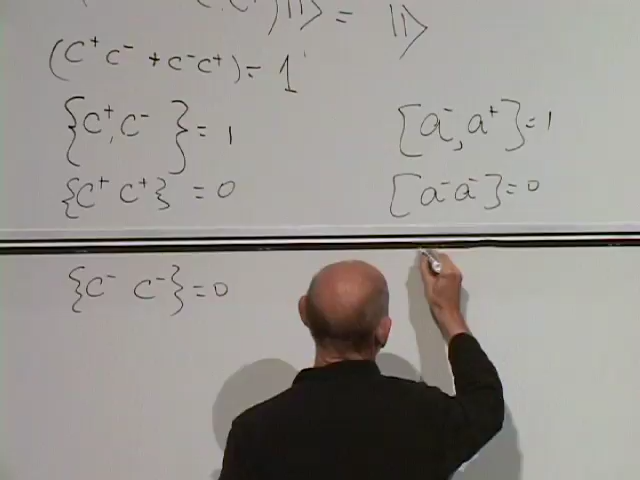 )|1⟩ = |1⟩
(C⁺ C⁻ + C⁻ C⁺) = 1
{C⁺, C⁻} = 1
{C⁺ C⁺} = 0
{C⁻ C⁻} = 0
[a⁻, a⁺] = 1
[a⁻ a⁻] = 0